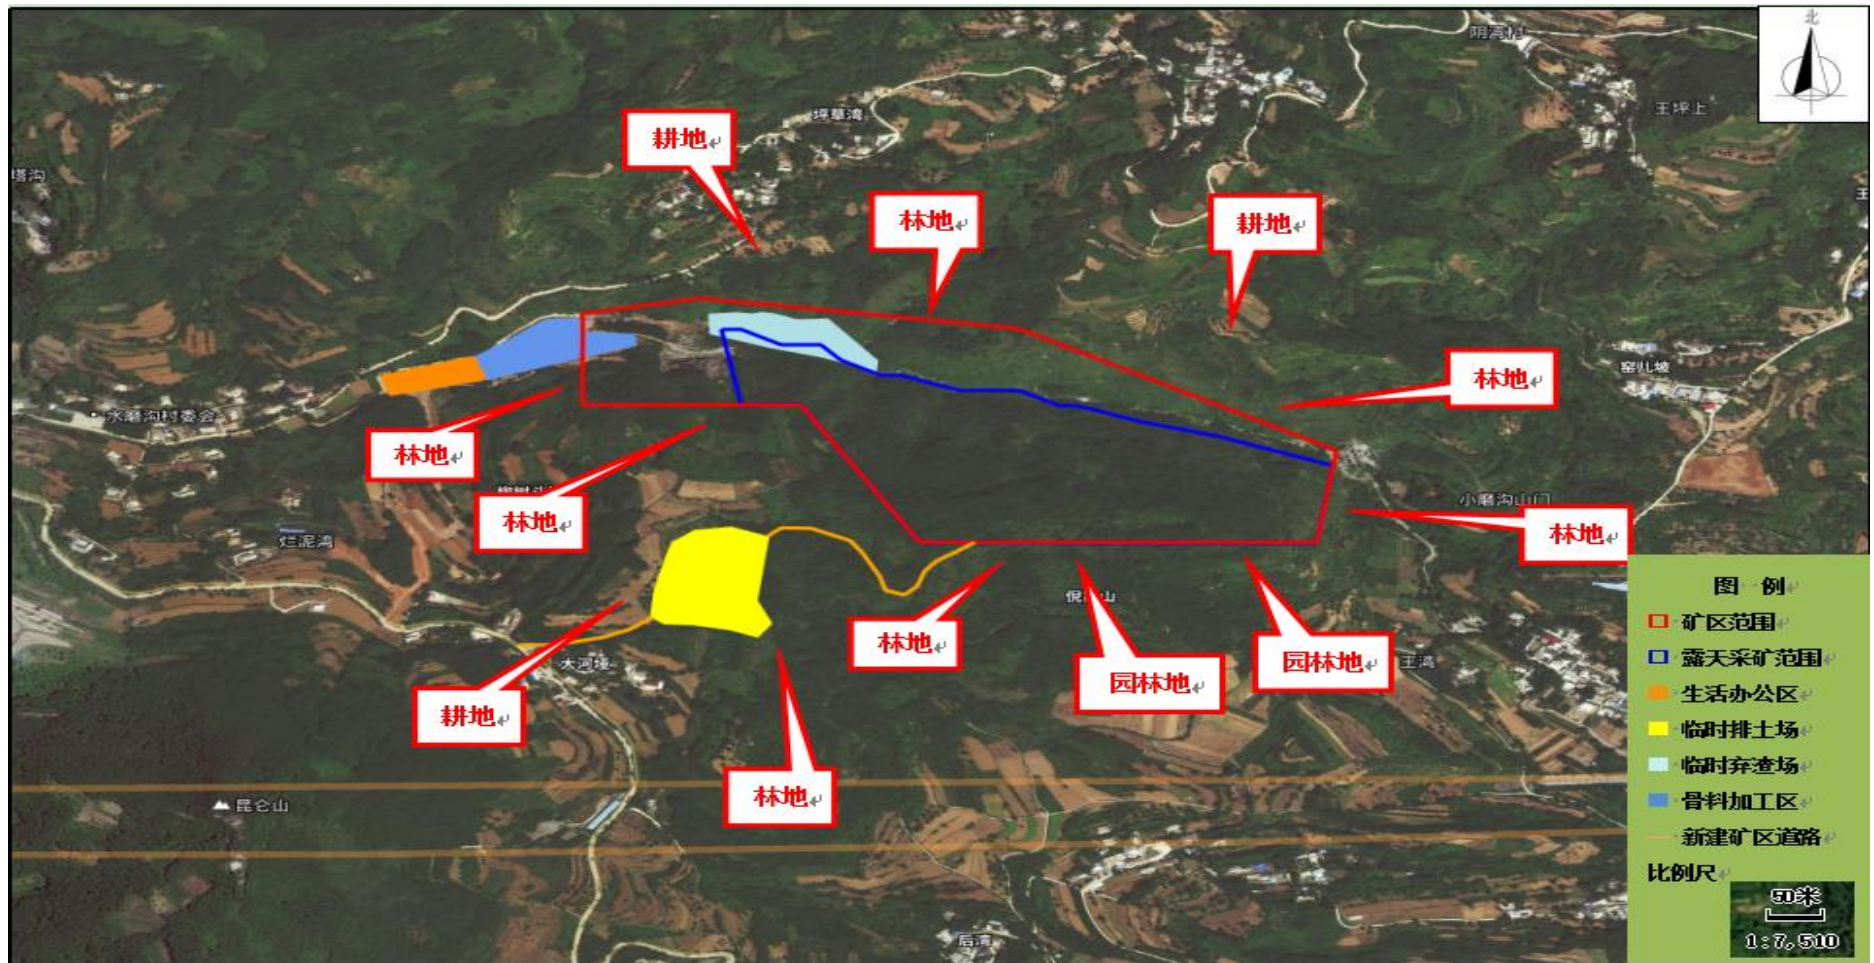 北
阴湾村
王坪上
坪草湾
耕地
塔沟
王
林地
耕地
林地
窑儿坡
水磨沟村委会
林地
林地
小磨沟山门
林地
烂泥湾
图 例
矿区范围
露天采矿范围
生活办公区
临时排土场
临时弃渣场
骨料加工区
新建矿区道路
比例尺
50米
1:7,510
林地
园林地
园林地
王湾
大河垭
耕地
林地
昆仑山
后湾